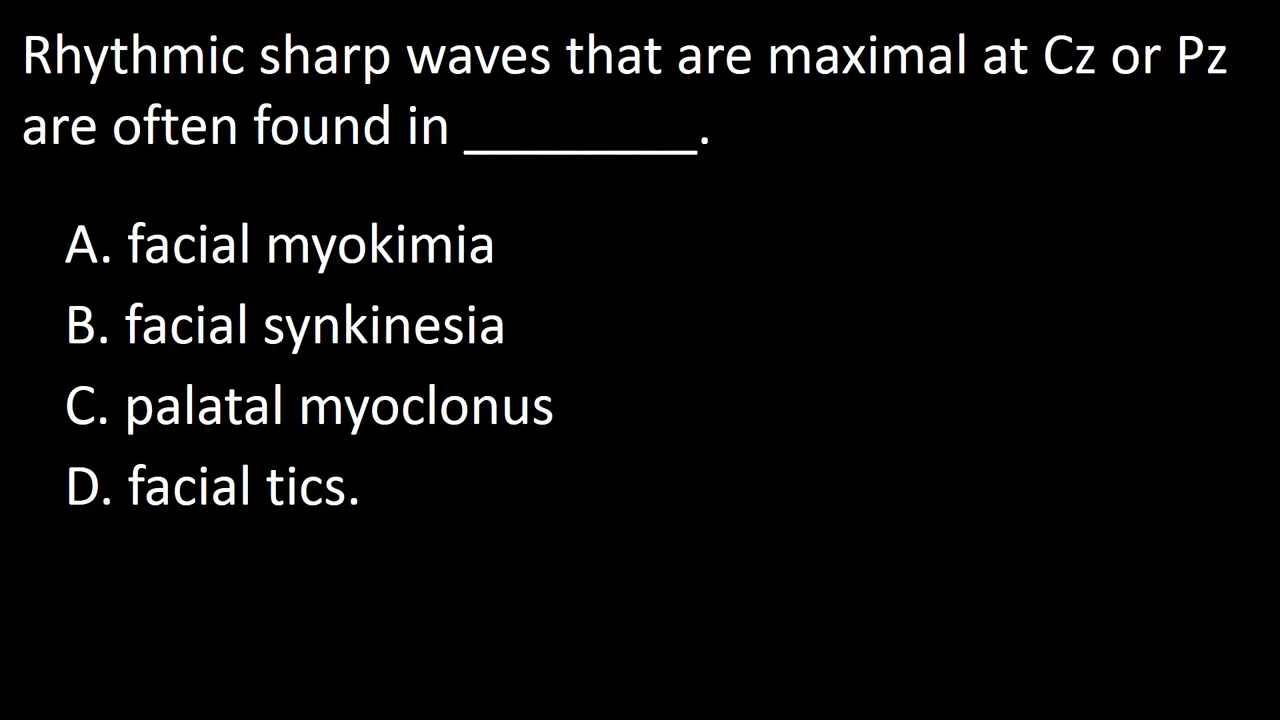 Rhythmic sharp waves that are maximal at Cz or Pz
are often found in _________.
A. facial myokimia
B. facial synkinesia
C. palatal myoclonus
D. facial tics.